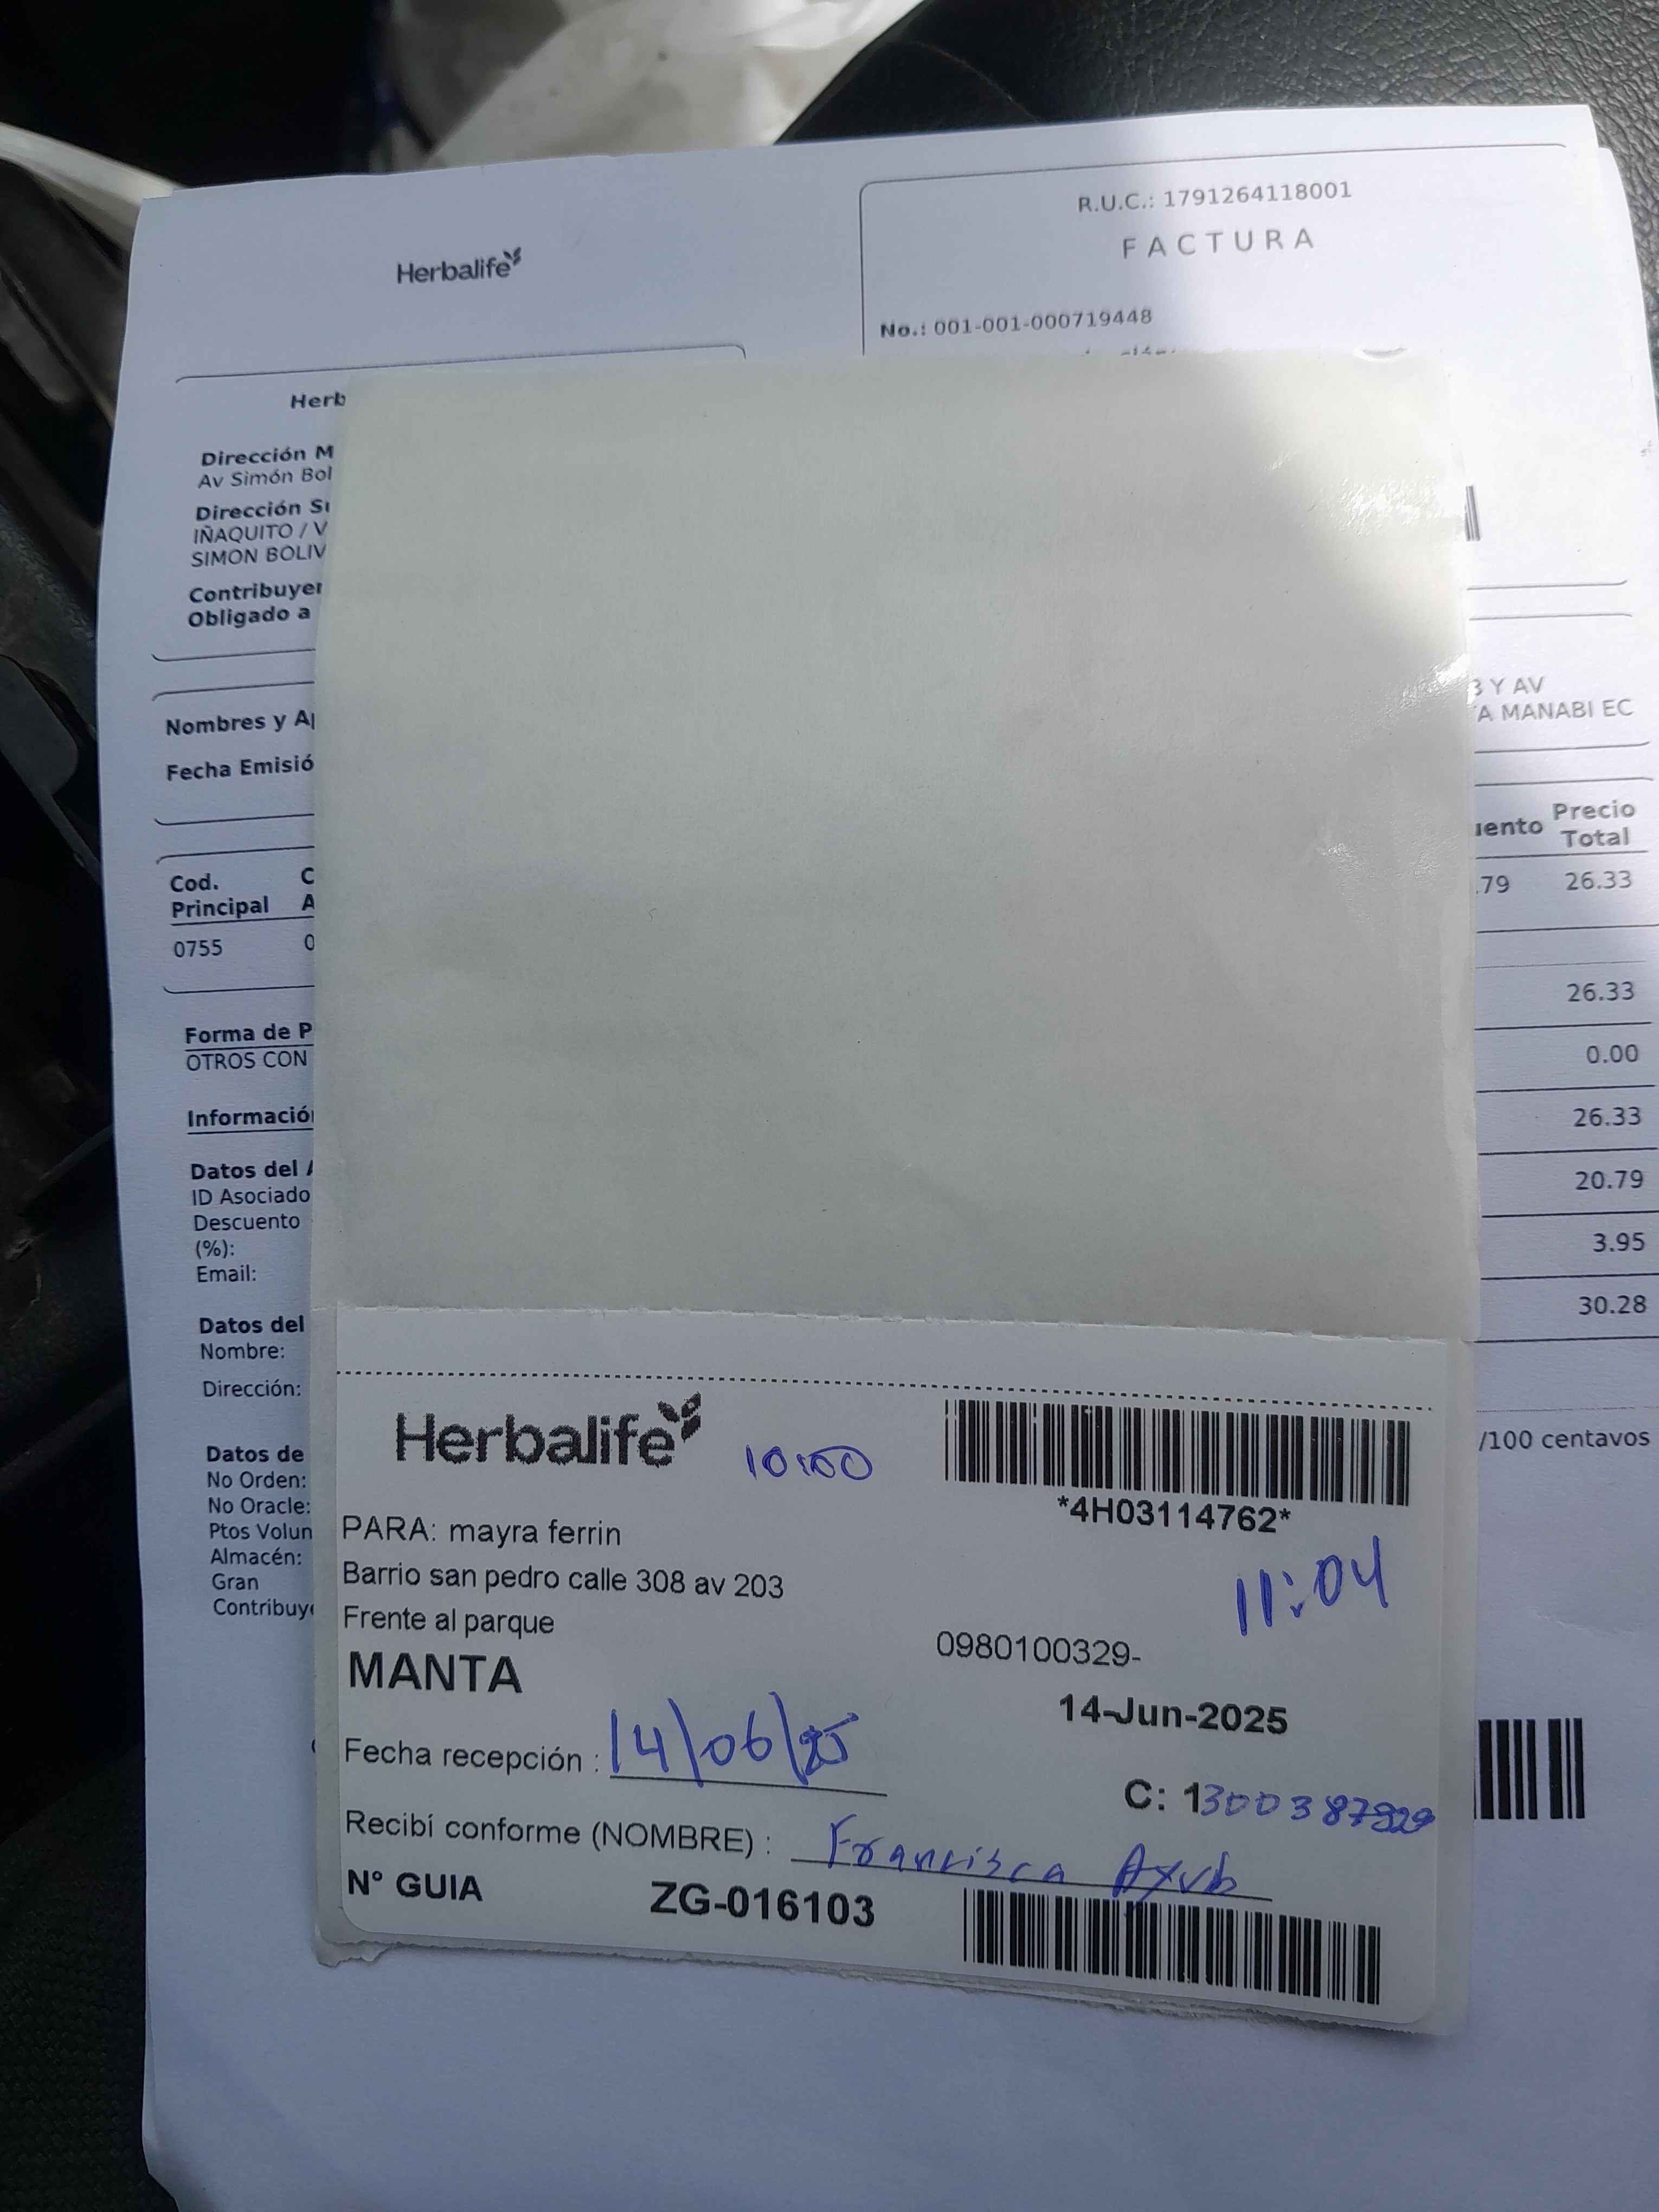 Herbalife
R.U.C.: 1791264118001
FACTURA
No.: 001-001-000719448
Herb
Dirección M
Av Simón Bol
Dirección Su
IÑAQUITO / V
SIMON BOLIV
Contribuyer
Obligado a
Nombres y Ap
Fecha Emisió
3 Y AV
TA MANABI EC
Cod. Principal
uento
Precio Total
0755
.79 26.33
26.33
0.00
26.33
20.79
3.95
30.28
Forma de P
OTROS CON
Informació
Datos del A
ID Asociado
Descuento
(%):
Email:
Datos del
Nombre:
Dirección:
/100 centavos
Datos de
No Orden:
No Oracle:
Ptos Volun
Almacén:
Gran
Contribuye
Herbalife
10:00
*4H03114762*
PARA: mayra ferrin
11:04
Barrio san pedro calle 308 av 203
Frente al parque
0980100329-
MANTA
14-Jun-2025
Fecha recepción : 14/06/25
C: 1300387929
Recibí conforme (NOMBRE) : Francisca
N° GUIA ZG-016103